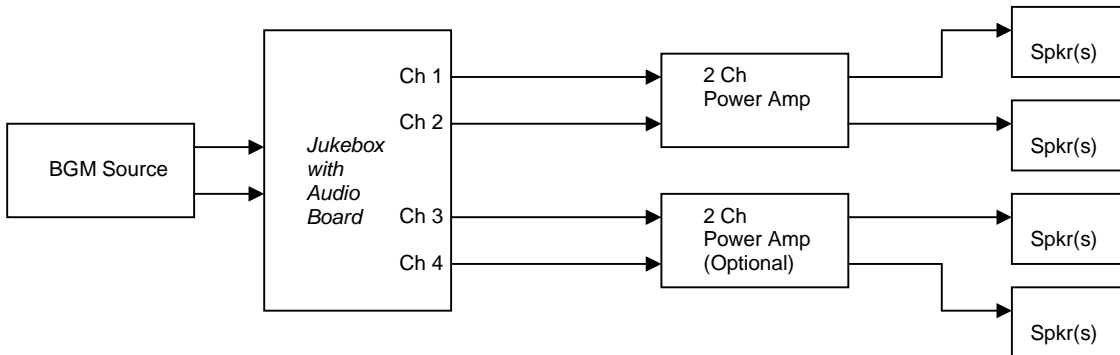 BGM Source
Jukebox
with
Audio
Board
Ch 1
Ch 2
Ch 3
Ch 4
2 Ch
Power Amp
2 Ch
Power Amp
(Optional)
Spkr(s)
Spkr(s)
Spkr(s)
Spkr(s)